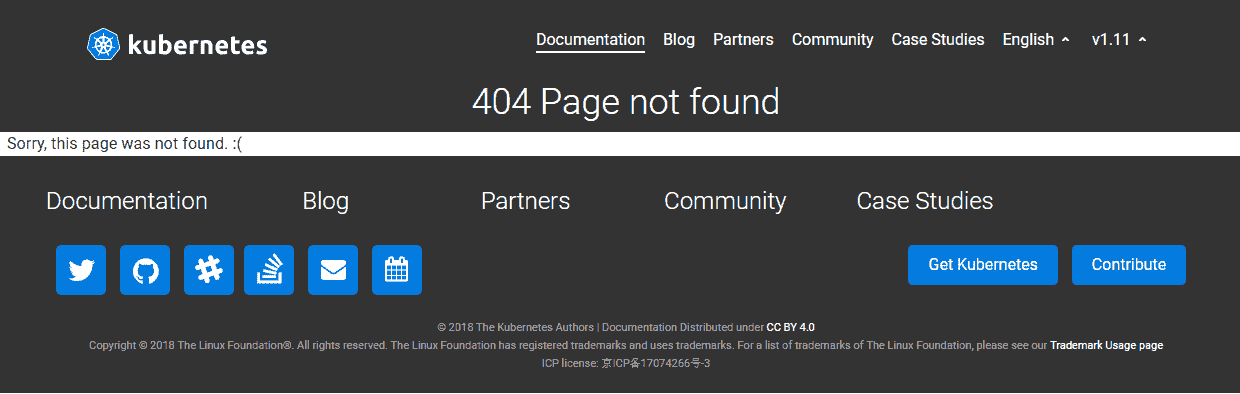 kubernetes
Documentation Blog Partners Community Case Studies English v1.11
404 Page not found
Sorry, this page was not found. :(
Documentation Blog Partners Community Case Studies
Get Kubernetes Contribute
© 2018 The Kubernetes Authors | Documentation Distributed under CC BY 4.0
Copyright © 2018 The Linux Foundation®. All rights reserved. The Linux Foundation has registered trademarks and uses trademarks. For a list of trademarks of The Linux Foundation, please see our Trademark Usage page
ICP license: 京ICP备17074266号-3